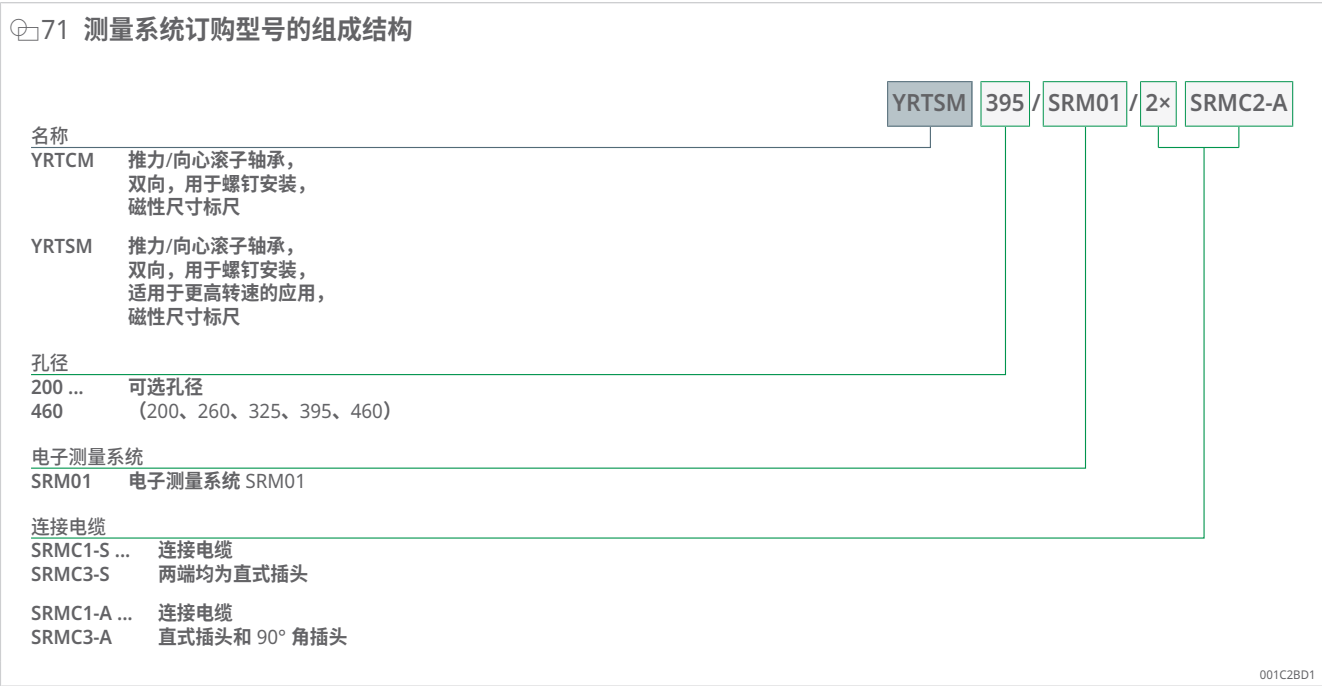 71 测量系统订购型号的组成结构
YRTSM 395 / SRM01 / 2× SRMC2-A
名称
YRTCM 推力/向心滚子轴承，
双向，用于螺钉安装，
磁性尺寸标尺
YRTSM 推力/向心滚子轴承，
双向，用于螺钉安装，
适用于更高转速的应用，
磁性尺寸标尺
孔径
200 ... 可选孔径
460 （200、260、325、395、460）
电子测量系统
SRM01 电子测量系统 SRM01
连接电缆
SRMC1-S ... 连接电缆
SRMC3-S 两端均为直式插头
SRMC1-A ... 连接电缆
SRMC3-A 直式插头和 90° 角插头
001C2BD1